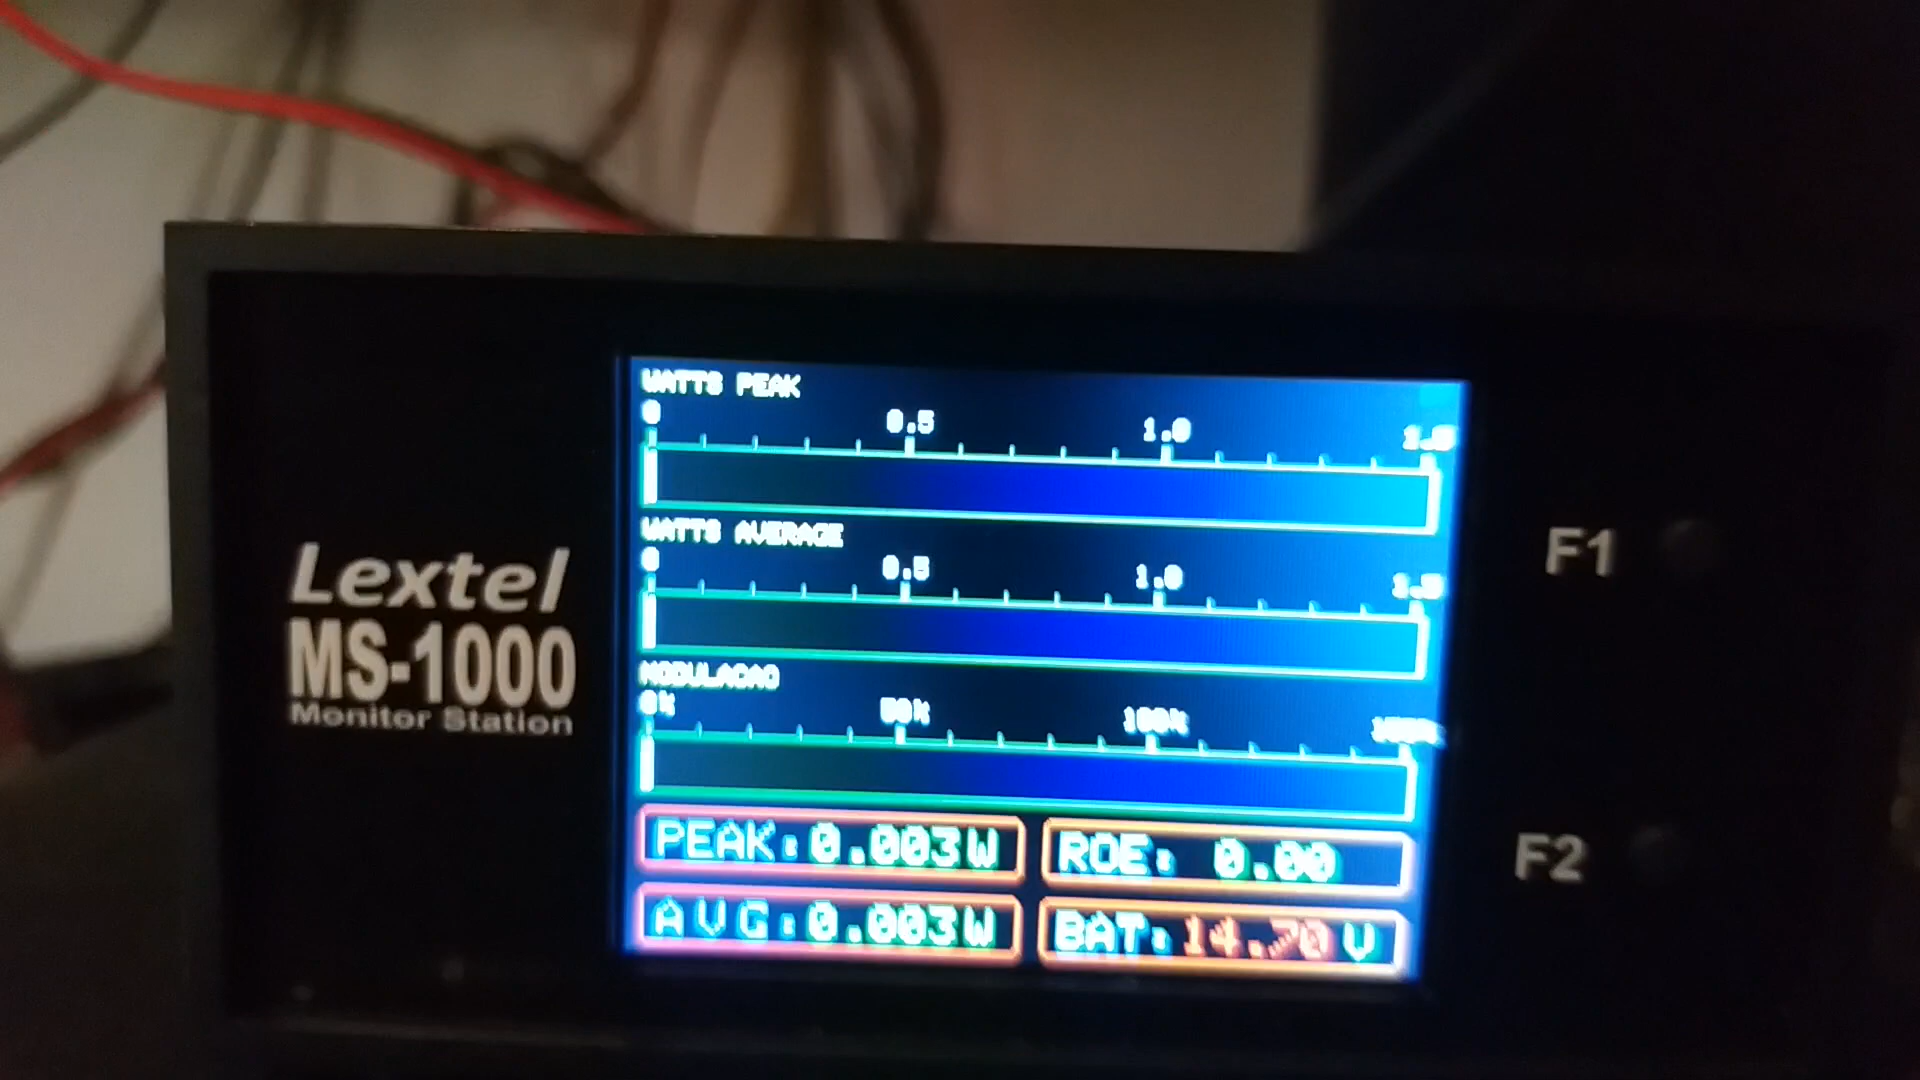 WATTS PEAK
0 0.5 1.0 1.5
WATTS AVERAGE
0 0.5 1.0 1.5
MODULACAO
0% 50% 100%
PEAK: 0.003W
ROE: 0.00
AVG: 0.003W
BAT: 14.70 V
Lextel
MS-1000
Monitor Station
F1
F2